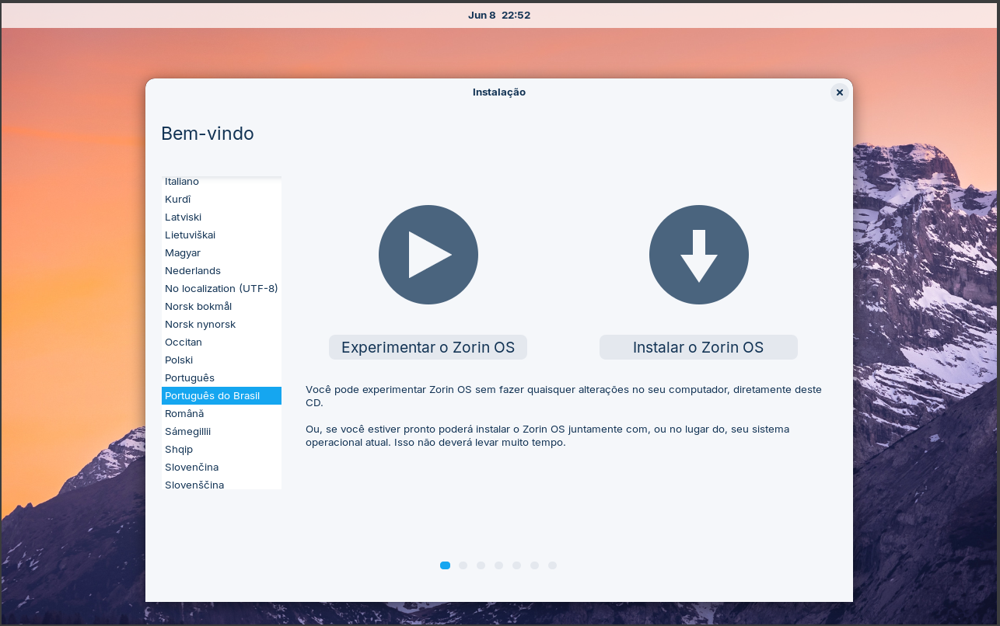 Jun 8 22:52
Instalação
Bem-vindo
Italiano
Kurdî
Latviski
Lietuviškai
Magyar
Nederlands
No localization (UTF-8)
Norsk bokmål
Norsk nynorsk
Occitan
Polski
Português
Português do Brasil
Română
Sámegillii
Shqip
Slovenčina
Slovenščina
Experimentar o Zorin OS
Instalar o Zorin OS
Você pode experimentar Zorin OS sem fazer quaisquer alterações no seu computador, diretamente deste
CD.
Ou, se você estiver pronto poderá instalar o Zorin OS juntamente com, ou no lugar do, seu sistema
operacional atual. Isso não deverá levar muito tempo.